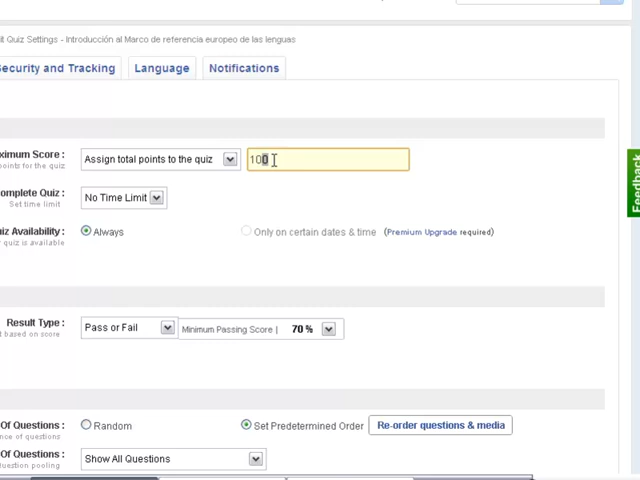 lt Quiz Settings - Introducción al Marco de referencia europeo de las lenguas
Security and Tracking Language Notifications
ximum Score : Assign total points to the quiz 100
points for the quiz
omplete Quiz : No Time Limit
Set time limit
uiz Availability : Always Only on certain dates & time (Premium Upgrade required)
quiz is available
Result Type : Pass or Fail Minimum Passing Score | 70 %
t based on score
Of Questions : Random Set Predetermined Order Re-order questions & media
nce of questions
Of Questions : Show All Questions
uestion pooling
Feedback